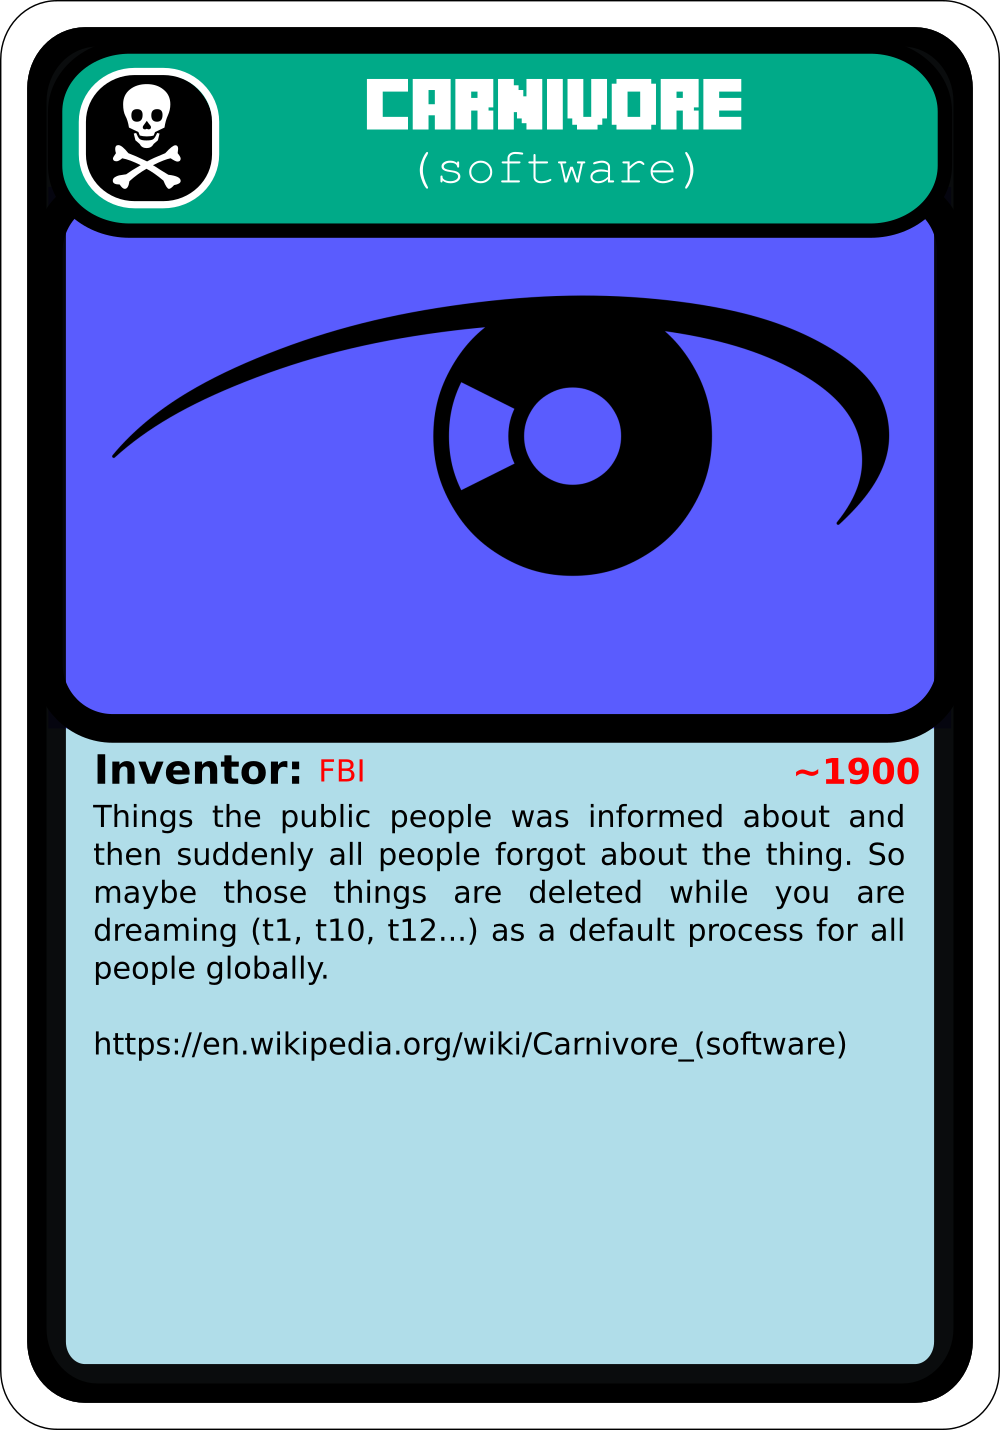 CARNIVORE
(software)
Inventor: FBI ~1900
Things the public people was informed about and
then suddenly all people forgot about the thing. So
maybe those things are deleted while you are
dreaming (t1, t10, t12...) as a default process for all
people globally.
https://en.wikipedia.org/wiki/Carnivore_(software)